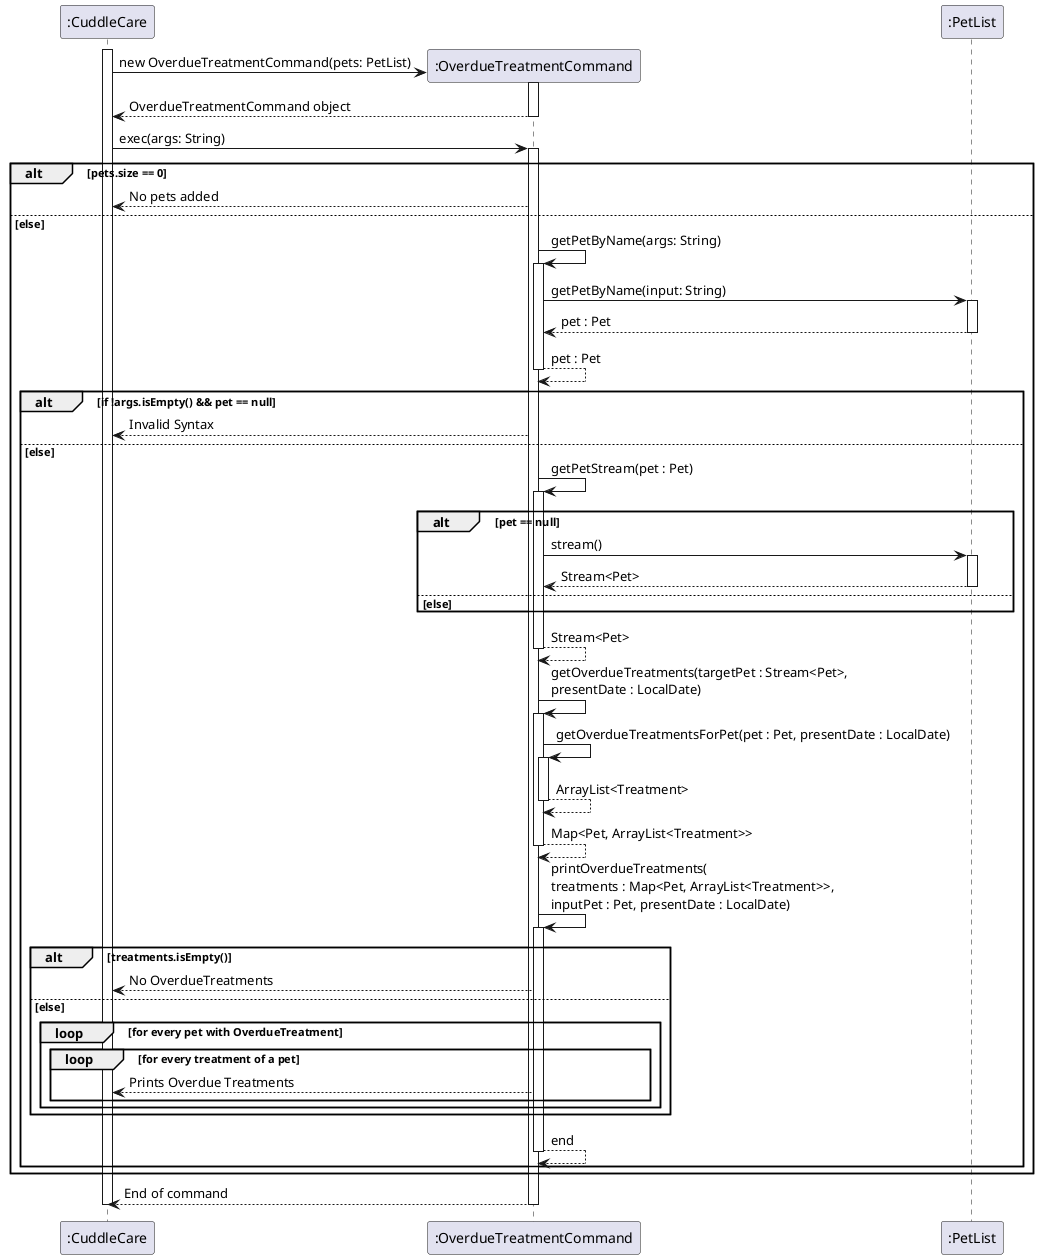 :CuddleCare
:PetList
new OverdueTreatmentCommand(pets: PetList)
:OverdueTreatmentCommand
OverdueTreatmentCommand object
exec(args: String)
alt
[pets.size == 0]
No pets added
[else]
getPetByName(args: String)
getPetByName(input: String)
pet : Pet
pet : Pet
alt
[if !args.isEmpty() && pet == null]
Invalid Syntax
[else]
getPetStream(pet : Pet)
alt
[pet == null]
stream()
Stream<Pet>
[else]
Stream<Pet>
getOverdueTreatments(targetPet : Stream<Pet>,
presentDate : LocalDate)
getOverdueTreatmentsForPet(pet : Pet, presentDate : LocalDate)
ArrayList<Treatment>
Map<Pet, ArrayList<Treatment>>
printOverdueTreatments(
treatments : Map<Pet, ArrayList<Treatment>>,
inputPet : Pet, presentDate : LocalDate)
alt
[treatments.isEmpty()]
No OverdueTreatments
[else]
loop
[for every pet with OverdueTreatment]
loop
[for every treatment of a pet]
Prints Overdue Treatments
end
End of command
:CuddleCare
:OverdueTreatmentCommand
:PetList